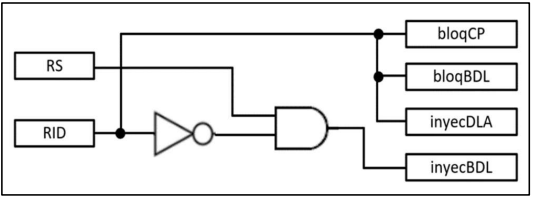 bloqCP
RS
bloqBDL
inyecDLA
RID
inyecBDL